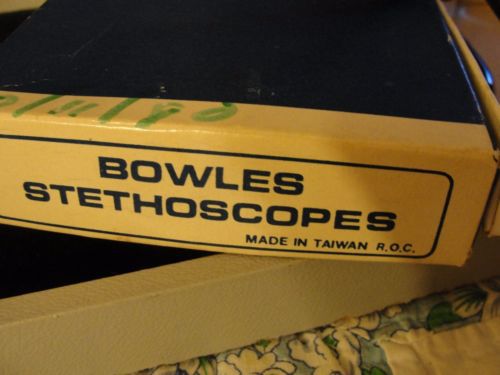 BOWLES
STETHOSCOPES
MADE IN TAIWAN R.O.C.